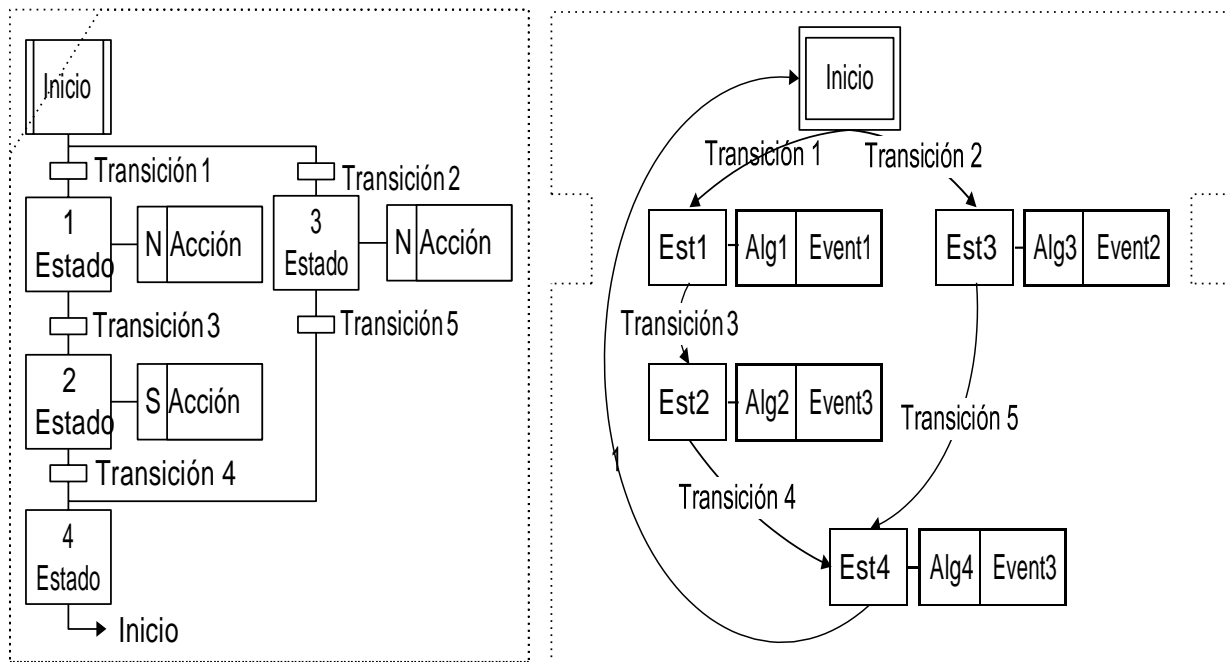 Inicio
Transición 1
Transición 2
1
Estado
N Acción
3
Estado
N Acción
Transición 3
Transición 5
2
Estado
S Acción
Transición 4
4
Estado
Inicio
Inicio
Transición 1
Transición 2
Est1
Alg1
Event1
Est3
Alg3
Event2
Transición 3
Est2
Alg2
Event3
Transición 5
1
Transición 4
Est4
Alg4
Event3